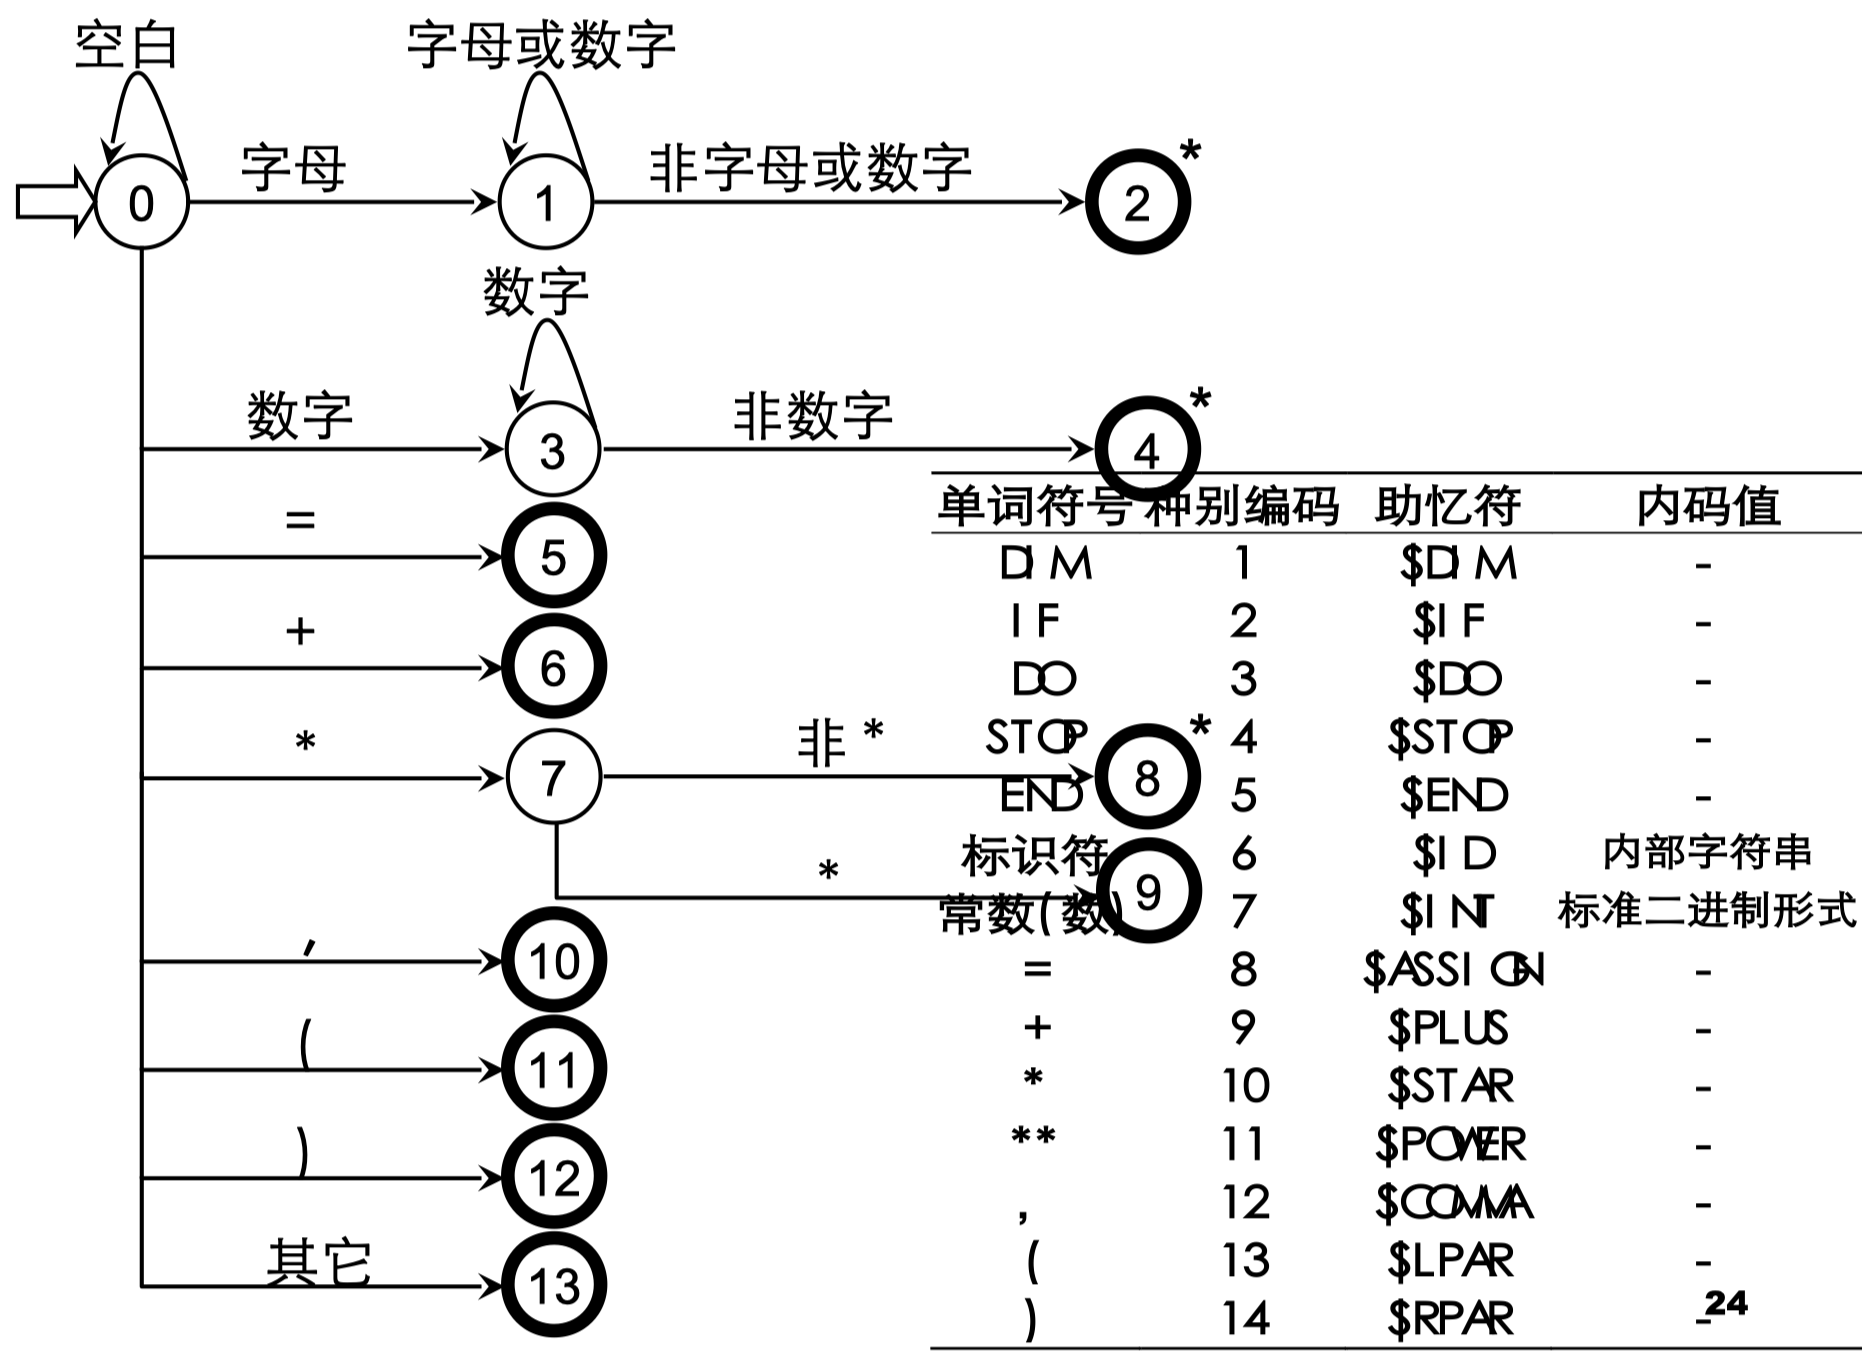 空白
字母或数字
0
字母
1
非字母或数字
2
*
数字
数字
3
非数字
4
*
=
5
+
6
*
7
非 *
8
*
*
9
,
10
(
11
)
12
其它
13
单词符号 种别编码 助忆符 内码值
DIM 1 $DIM -
IF 2 $IF -
DO 3 $DO -
STOP 4 $STOP -
END 5 $END -
标识符 6 $ID 内部字符串
常数(数) 7 $INT 标准二进制形式
= 8 $ASSIGN -
+ 9 $PLUS -
* 10 $STAR -
** 11 $POWER -
, 12 $COMMA -
( 13 $LPAR -
) 14 $RPAR -
24